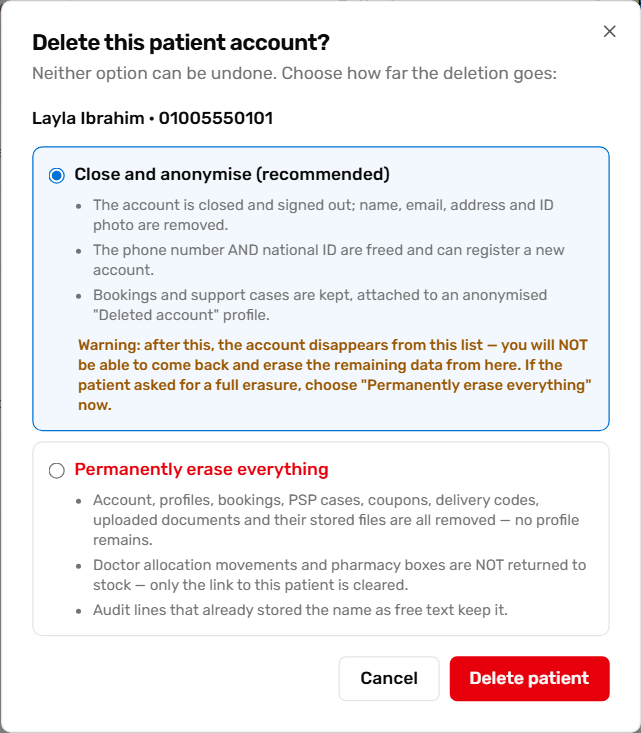 Delete this patient account?
Neither option can be undone. Choose how far the deletion goes:
Layla Ibrahim • 01005550101
Close and anonymise (recommended)
• The account is closed and signed out; name, email, address and ID
photo are removed.
• The phone number AND national ID are freed and can register a new
account.
• Bookings and support cases are kept, attached to an anonymised
"Deleted account" profile.
Warning: after this, the account disappears from this list — you will NOT
be able to come back and erase the remaining data from here. If the
patient asked for a full erasure, choose "Permanently erase everything"
now.
Permanently erase everything
• Account, profiles, bookings, PSP cases, coupons, delivery codes,
uploaded documents and their stored files are all removed — no profile
remains.
• Doctor allocation movements and pharmacy boxes are NOT returned to
stock — only the link to this patient is cleared.
• Audit lines that already stored the name as free text keep it.
Cancel
Delete patient